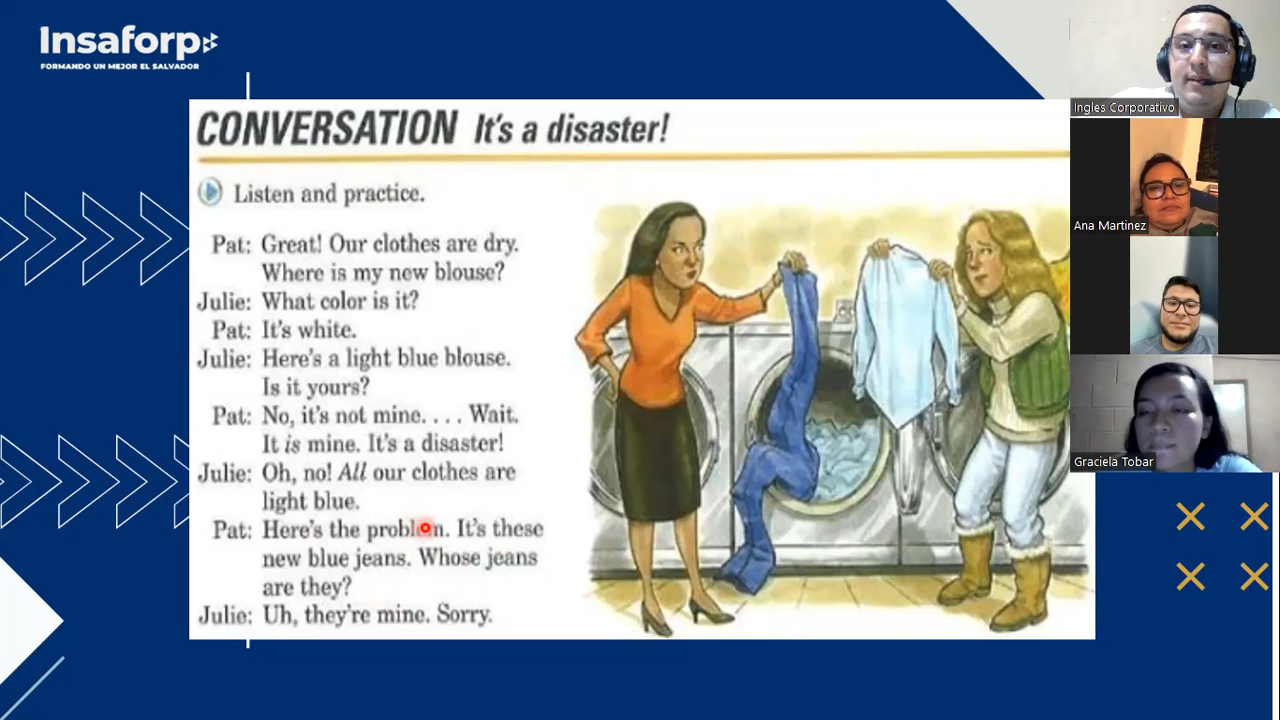 Insaforp
FORMANDO UN MEJOR EL SALVADOR
CONVERSATION It's a disaster!
Listen and practice.
Pat: Great! Our clothes are dry.
Where is my new blouse?
Julie: What color is it?
Pat: It's white.
Julie: Here's a light blue blouse.
Is it yours?
Pat: No, it's not mine. . . . Wait.
It is mine. It's a disaster!
Julie: Oh, no! All our clothes are
light blue.
Pat: Here's the problem. It's these
new blue jeans. Whose jeans
are they?
Julie: Uh, they're mine. Sorry.
Ingles Corporativo
Ana Martinez
Graciela Tobar